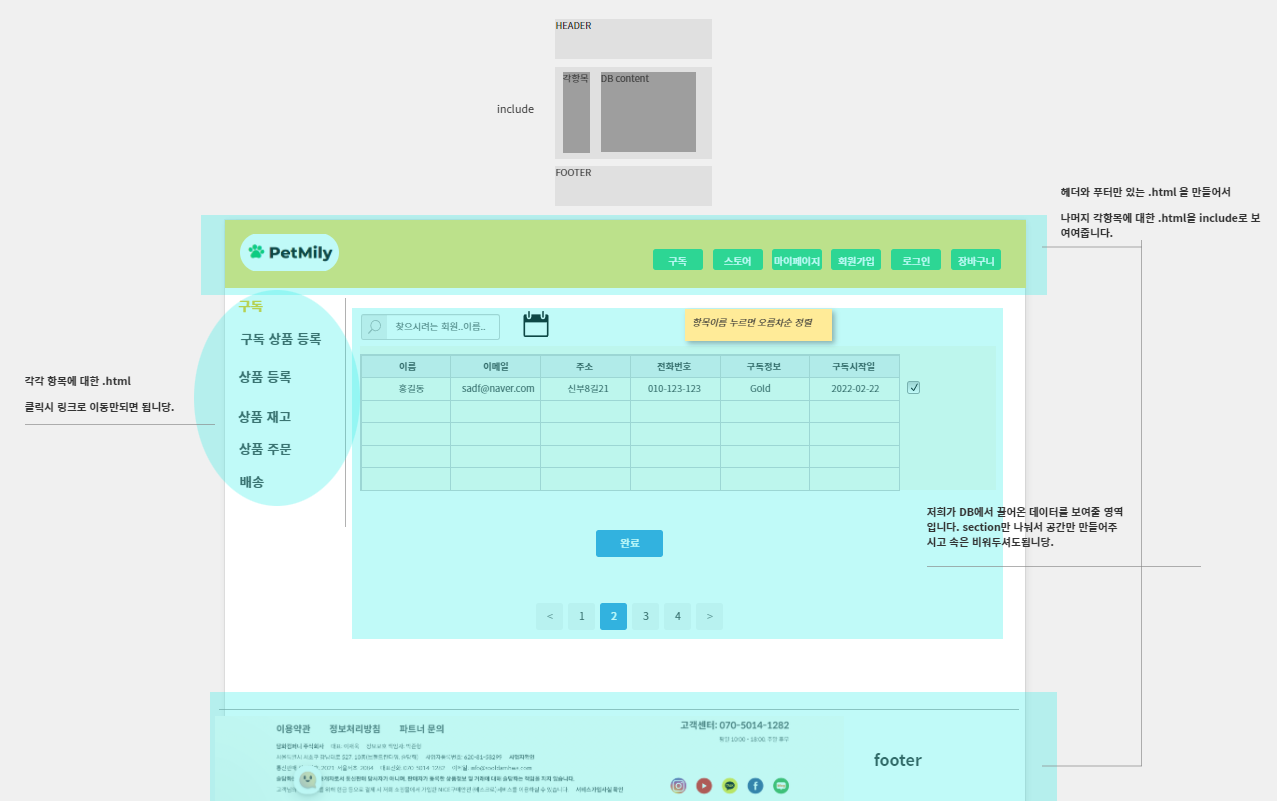 HEADER
각항목
DB content
include
FOOTER
헤더와 푸터만 있는 .html 을 만들어서
나머지 각항목에 대한 .html을 include로 보
여여줍니다.
PetMily
구독
스토어
마이페이지
회원가입
로그인
장바구니
구독
구독 상품 등록
상품 등록
상품 재고
상품 주문
배송
각각 항목에 대한 .html
클릭시 링크로 이동만되면 됩니당.
찾으시려는 회원..이름..
항목이름 누르면 오름차순 정렬
이름 이메일 주소 전화번호 구독정보 구독시작일
홍길동 sadf@naver.com 신부8길21 010-123-123 Gold 2022-02-22
저희가 DB에서 끌어온 데이터를 보여줄 영역
입니다. section만 나눠서 공간만 만들어주
시고 속은 비워두셔도됩니당.
완료
< 1 2 3 4 >
이용약관 정보처리방침 파트너 문의
고객센터: 070-5014-1282
footer